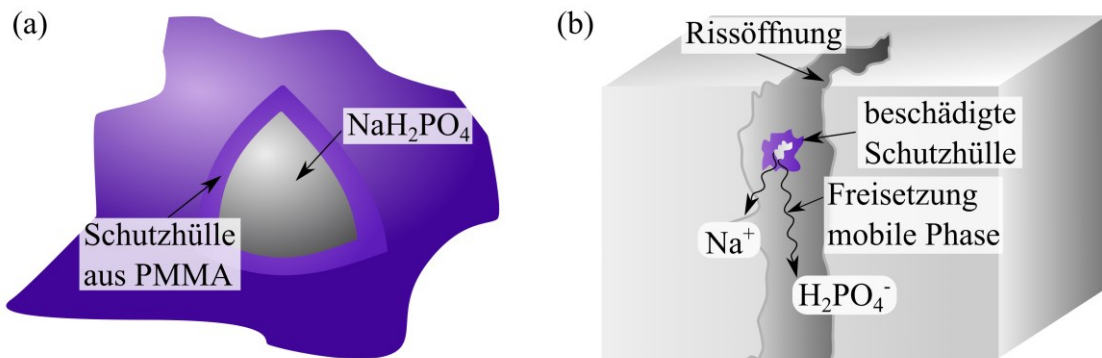 (a)
NaH₂PO₄
Schutzhülle
aus PMMA
(b)
Rissöffnung
beschädigte
Schutzhülle
Freisetzung
mobile Phase
Na⁺
H₂PO₄⁻